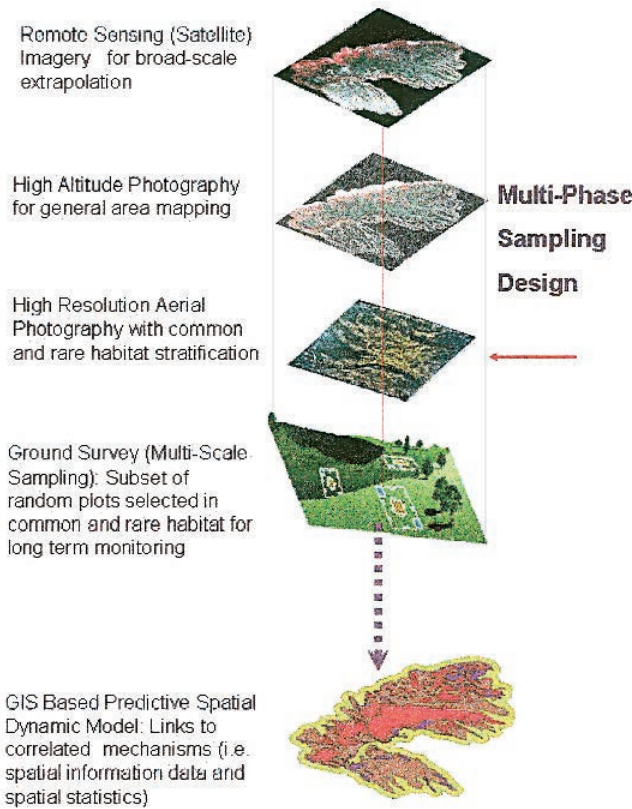 Remote Sensing (Satellite)
Imagery for broad-scale
extrapolation
High Altitude Photography
for general area mapping
Multi-Phase
Sampling
Design
High Resolution Aerial
Photography with common
and rare habitat stratification
Ground Survey (Multi-Scale
Sampling): Subset of
random plots selected in
common and rare habitat for
long term monitoring
GIS Based Predictive Spatial
Dynamic Model: Links to
correlated mechanisms (i.e.
spatial information data and
spatial statistics)